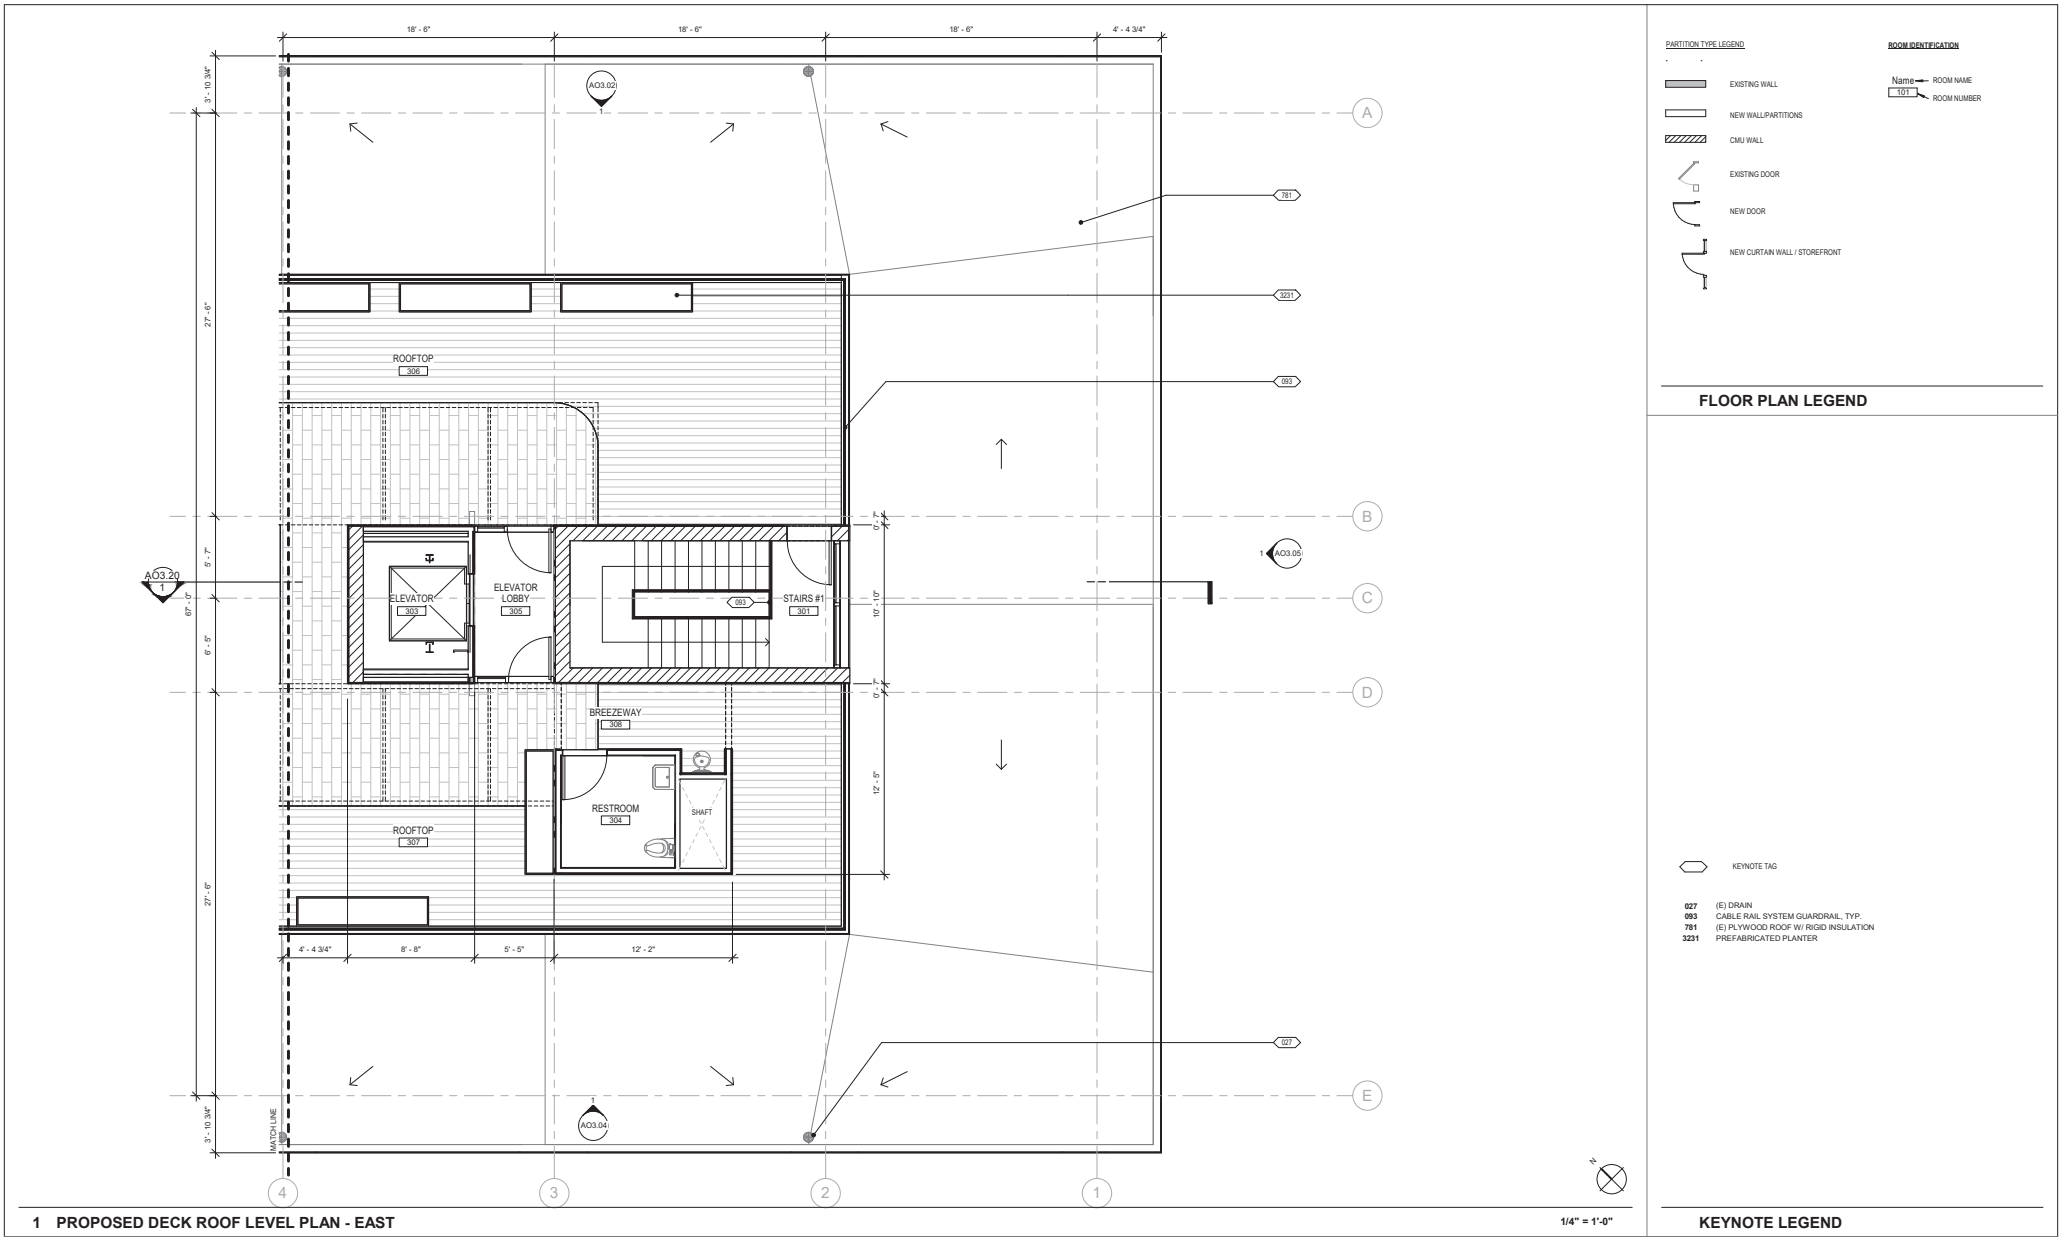 18' - 6"
18' - 6"
18' - 6"
4' - 4 3/4"
3' - 10 3/4"
27' - 6"
5' - 7"
67' - 0"
6' - 5"
27' - 6"
3' - 10 3/4"
AO3.02
1
A
781
3231
ROOFTOP
306
093
B
0' - 7"
1
AO3.05
AO3.20
1
ELEVATOR
303
ELEVATOR
LOBBY
305
093
STAIRS #1
301
10' - 10"
C
0' - 7"
D
BREEZEWAY
308
12' - 5"
RESTROOM
304
SHAFT
ROOFTOP
307
4' - 4 3/4"
8' - 8"
5' - 5"
12' - 2"
027
1
AO3.04
E
MATCH LINE
4
3
2
1
N
1 PROPOSED DECK ROOF LEVEL PLAN - EAST
1/4" = 1'-0"
PARTITION TYPE LEGEND
EXISTING WALL
NEW WALL/PARTITIONS
CMU WALL
EXISTING DOOR
NEW DOOR
NEW CURTAIN WALL / STOREFRONT
ROOM IDENTIFICATION
Name ROOM NAME
101 ROOM NUMBER
FLOOR PLAN LEGEND
KEYNOTE TAG
027 (E) DRAIN
093 CABLE RAIL SYSTEM GUARDRAIL, TYP.
781 (E) PLYWOOD ROOF W/ RIGID INSULATION
3231 PREFABRICATED PLANTER
KEYNOTE LEGEND